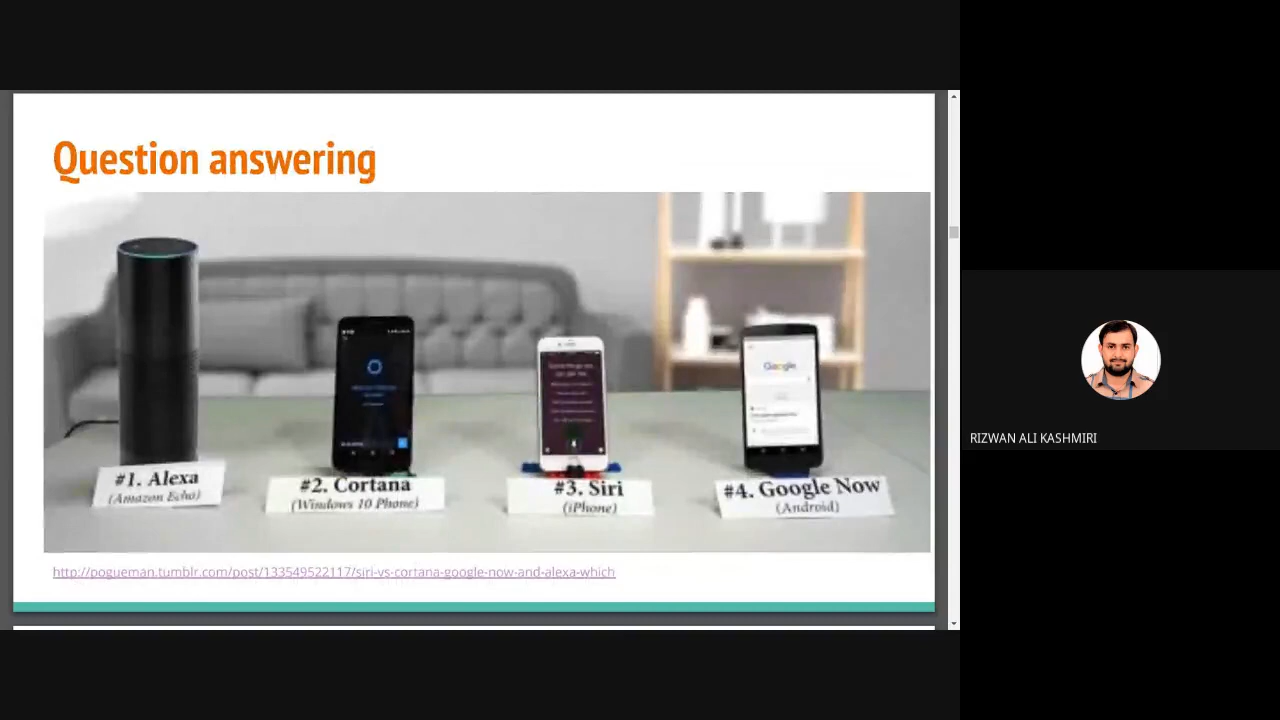 Question answering
#1. Alexa
(Amazon Echo)
#2. Cortana
(Windows 10 Phone)
#3. Siri
(iPhone)
Google
#4. Google Now
(Android)
http://pogueman.tumblr.com/post/133549522117/siri-vs-cortana-google-now-and-alexa-which
RIZWAN ALI KASHMIRI